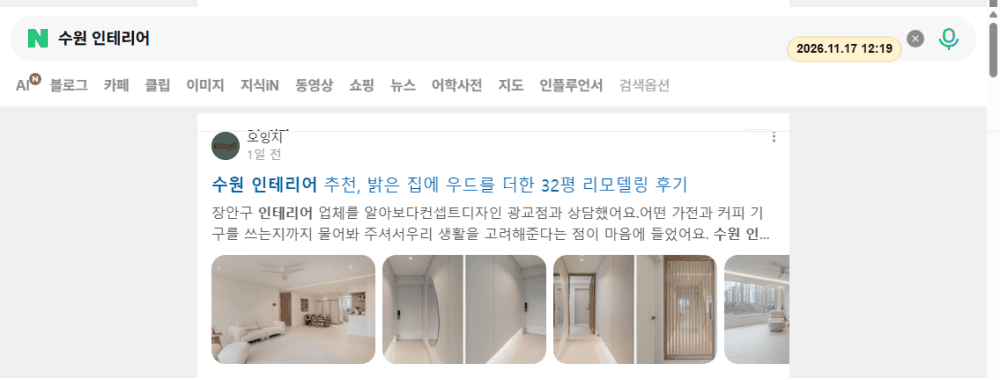 N 수원 인테리어
2026.11.17 12:19
AI N 블로그 카페 클립 이미지 지식iN 동영상 쇼핑 뉴스 어학사전 지도 인플루언서 검색옵션
오잉지
1일 전
수원 인테리어 추천, 밝은 집에 우드를 더한 32평 리모델링 후기
장안구 인테리어 업체를 알아보다컨셉트디자인 광교점과 상담했어요.어떤 가전과 커피 기
구를 쓰는지까지 물어봐 주셔서우리 생활을 고려해준다는 점이 마음에 들었어요. 수원 인...